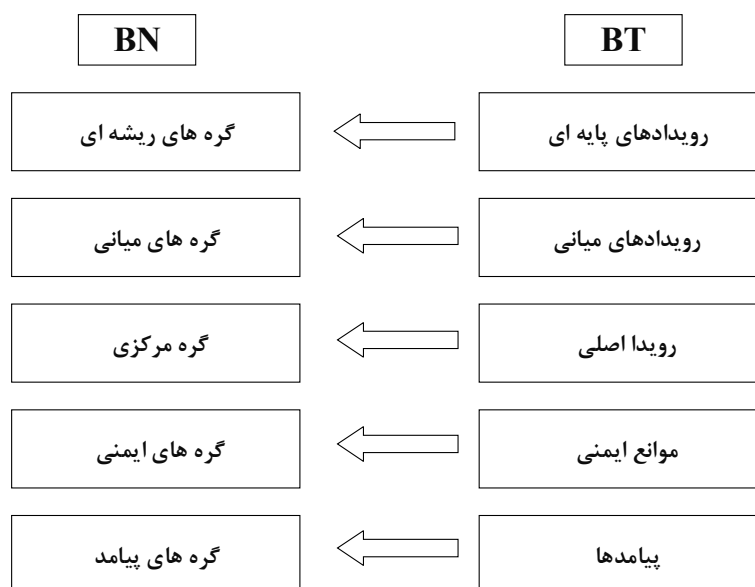 BT
BN
رویدادهای پایه ای
گره های ریشه ای
رویدادهای میانی
گره های میانی
رویدا اصلی
گره مرکزی
موانع ایمنی
گره های ایمنی
پیامدها
گره های پیامد